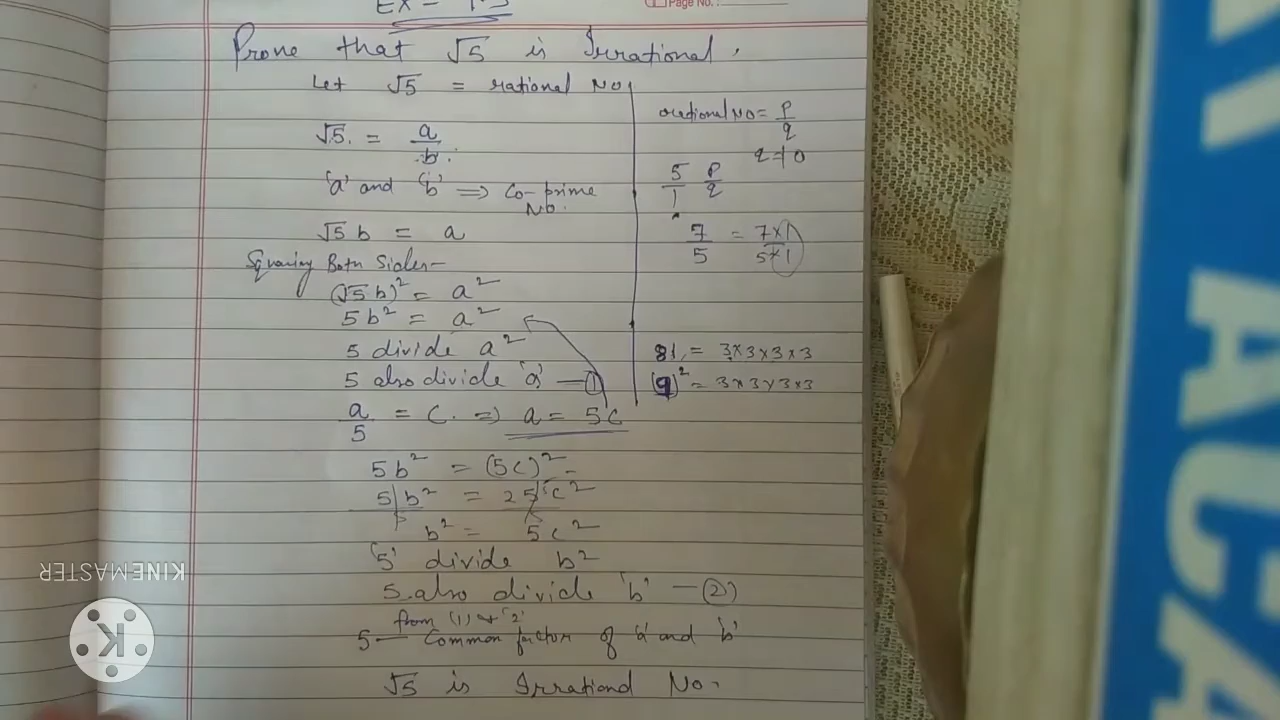 Page No. :
Prove that √5 is Irrational.
Let √5 = rational No.
√5 = a/b.
'a' and 'b' ⇒ Co-prime No.
√5 b = a
Squaring Both Sides-
(√5 b)² = a²
5b² = a²
5 divide a²
5 also divide 'a' — ①
a/5 = c. ⇒ a = 5c
5b² = (5c)²
5b² = 25c²
b² = 5c²
'5' divide b²
5 also divide 'b' — ②
from (1) & '2'
5 — Common factor of 'a' and 'b'
√5 is Irrational No.
rational No = p/q
q ≠ 0
5/1 p/q
7/5 = 7×1/5×1
81 = 3×3×3×3
(9)² = 3×3×3×3
KINEMASTER
K